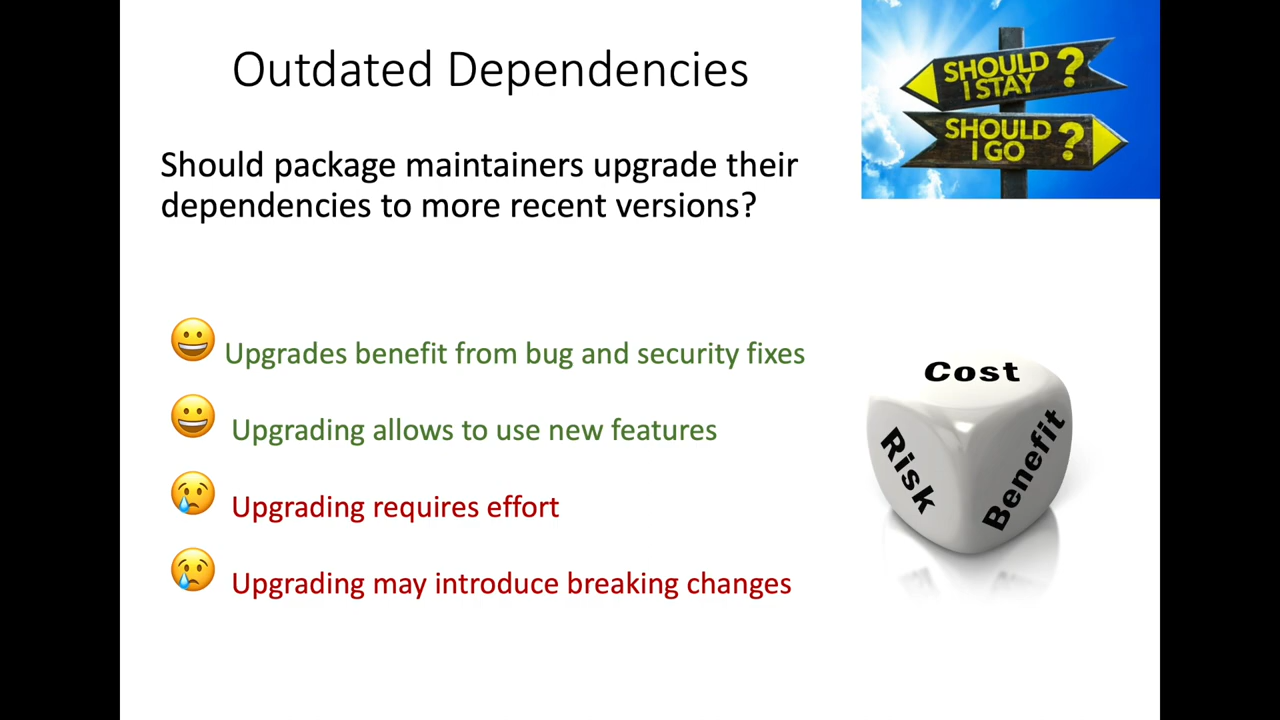 Outdated Dependencies
SHOULD
I STAY ?
SHOULD
I GO ?
Should package maintainers upgrade their
dependencies to more recent versions?
Upgrades benefit from bug and security fixes
Upgrading allows to use new features
Upgrading requires effort
Upgrading may introduce breaking changes
Cost
Risk
Benefit